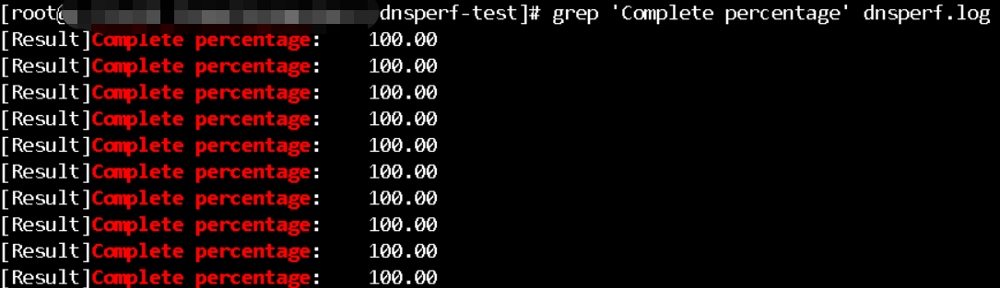 [root@ dnsperf-test]# grep 'Complete percentage' dnsperf.log
[Result]Complete percentage: 100.00
[Result]Complete percentage: 100.00
[Result]Complete percentage: 100.00
[Result]Complete percentage: 100.00
[Result]Complete percentage: 100.00
[Result]Complete percentage: 100.00
[Result]Complete percentage: 100.00
[Result]Complete percentage: 100.00
[Result]Complete percentage: 100.00
[Result]Complete percentage: 100.00